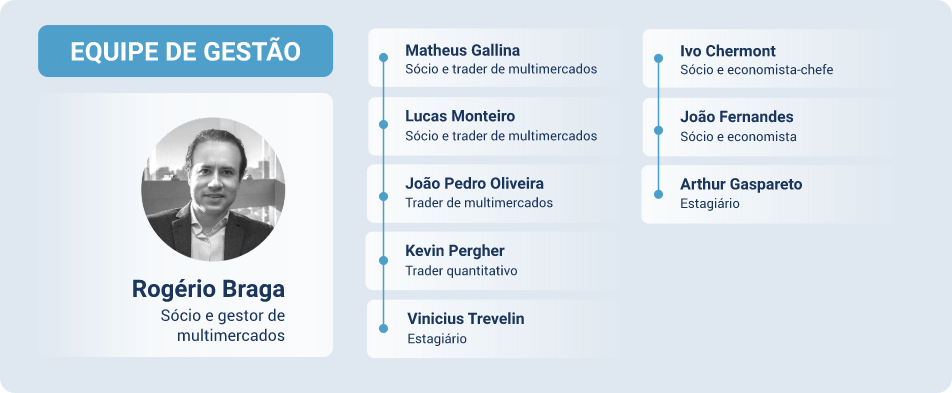 EQUIPE DE GESTÃO
Rogério Braga
Sócio e gestor de
multimercados
Matheus Gallina
Sócio e trader de multimercados
Lucas Monteiro
Sócio e trader de multimercados
João Pedro Oliveira
Trader de multimercados
Kevin Pergher
Trader quantitativo
Vinicius Trevelin
Estagiário
Ivo Chermont
Sócio e economista-chefe
João Fernandes
Sócio e economista
Arthur Gaspareto
Estagiário